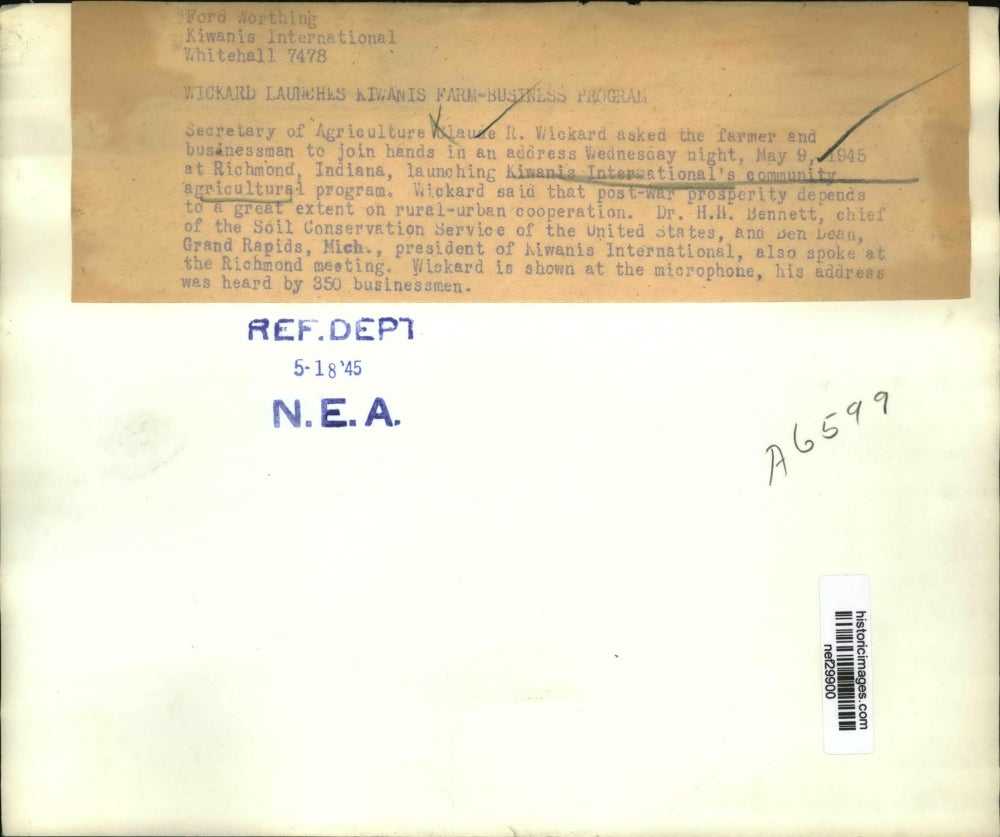 Ford Worthing
Kiwanis International
Whitehall 7478
WICKARD LAUNCHES KIWANIS FARM-BUSINESS PROGRAM
Secretary of Agriculture Claude R. Wickard asked the farmer and
businessman to join hands in an address Wednesday night, May 9, 1945
at Richmond, Indiana, launching Kiwanis International's community
agricultural program. Wickard said that post-war prosperity depends
to a great extent on rural-urban cooperation. Dr. H.H. Bennett, chief
of the Soil Conservation Service of the United States, and Ben Dean,
Grand Rapids, Mich., president of Kiwanis International, also spoke at
the Richmond meeting. Wickard is shown at the microphone, his address
was heard by 350 businessmen.
REF.DEPT
5-18'45
N.E.A.
A6599
historicimages.com
nef29900